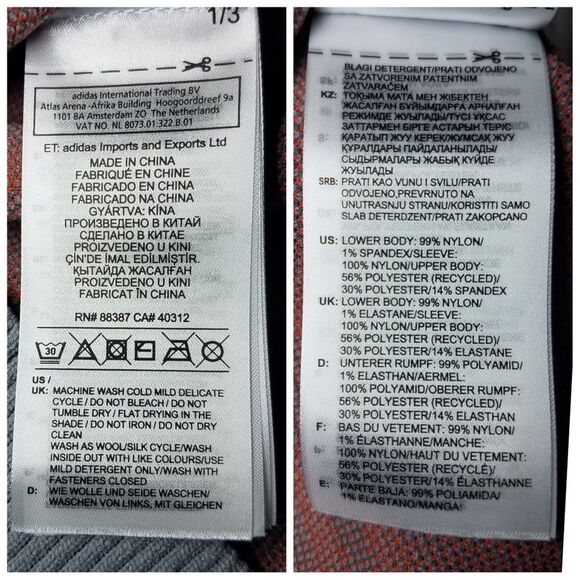 1/3
adidas International Trading BV
Atlas Arena -Afrika Building Hoogoorddreef 9a
1101 BA Amsterdam ZO The Netherlands
VAT NO. NL 8073.01.322.B.01
ET: adidas Imports and Exports Ltd
MADE IN CHINA
FABRIQUÉ EN CHINE
FABRICADO EN CHINA
FABRICADO NA CHINA
GYÁRTVA: KÍNA
ПРОИЗВЕДЕНО В КИТАЙ
СДЕЛАНО В КИТАЕ
PROIZVEDENO U KINI
ÇİN'DE İMAL EDİLMİŞTİR.
ҚЫТАЙДА ЖАСАЛҒАН
PROIZVEDENO U KINI
FABRICAT ÎN CHINA
RN# 88387 CA# 40312
30
US /
UK: MACHINE WASH COLD MILD DELICATE
CYCLE / DO NOT BLEACH / DO NOT
TUMBLE DRY / FLAT DRYING IN THE
SHADE / DO NOT IRON / DO NOT DRY
CLEAN
WASH AS WOOL/SILK CYCLE/WASH
INSIDE OUT WITH LIKE COLOURS/USE
MILD DETERGENT ONLY/WASH WITH
FASTENERS CLOSED
D: WIE WOLLE UND SEIDE WASCHEN/
WASCHEN VON LINKS, MIT GLEICHEN
BLAGI DETERGENT/PRATI ODVOJENO
SA ZATVORENIM PATENTNIM
ZATVARAČEM
KZ: ТОҚЫМА МАТА МЕН ЖІБЕКТЕН
ЖАСАЛҒАН БҰЙЫМДАРҒА АРНАЛҒАН
РЕЖИМДЕ ЖУЫЛАДЫ/ТҮСІ ҰҚСАС
ЗАТТАРМЕН БІРГЕ АСТАРЫН ТЕРІС
ҚАРАТЫП ЖУУ КЕРЕК/ЖҰМСАҚ ЖУУ
ҚҰРАЛДАРЫ ПАЙДАЛАНЫЛАДЫ/
СЫДЫРМАЛАРЫ ЖАБЫҚ КҮЙДЕ
ЖУЫЛАДЫ
SRB: PRATI KAO VUNU I SVILU/PRATI
ODVOJENO,PREVRNUTO NA
UNUTRASNJU STRANU/KORISTITI SAMO
SLAB DETERDZENT/PRATI ZAKOPCANO
US: LOWER BODY: 99% NYLON/
1% SPANDEX/SLEEVE:
100% NYLON/UPPER BODY:
56% POLYESTER (RECYCLED)/
30% POLYESTER/14% SPANDEX
UK: LOWER BODY: 99% NYLON/
1% ELASTANE/SLEEVE:
100% NYLON/UPPER BODY:
56% POLYESTER (RECYCLED)/
30% POLYESTER/14% ELASTANE
D: UNTERER RUMPF: 99% POLYAMID/
1% ELASTHAN/AERMEL:
100% POLYAMID/OBERER RUMPF:
56% POLYESTER (RECYCLED)/
30% POLYESTER/14% ELASTHAN
F: BAS DU VETEMENT: 99% NYLON/
1% ÉLASTHANNE/MANCHE:
100% NYLON/HAUT DU VETEMENT:
56% POLYESTER (RECYCLÉ)/
30% POLYESTER/14% ÉLASTHANNE
E: PARTE BAJA: 99% POLIAMIDA/
1% ELASTANO/MANGA: